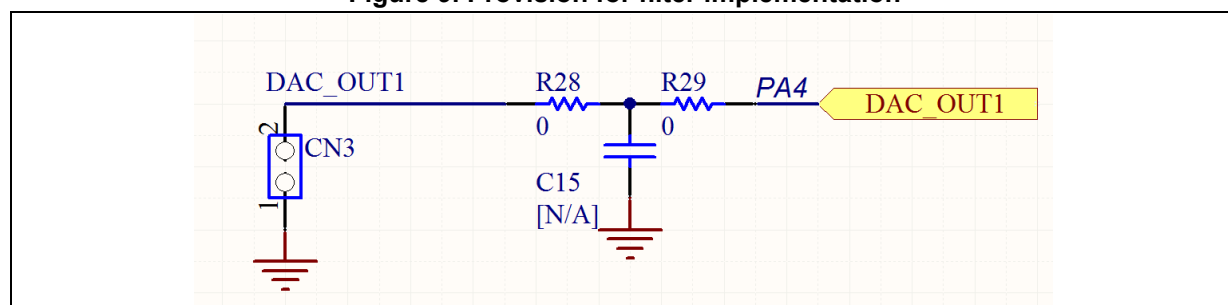 DAC_OUT1
R28
R29
PA4
DAC_OUT1
0
0
2
CN3
C15
[N/A]
1